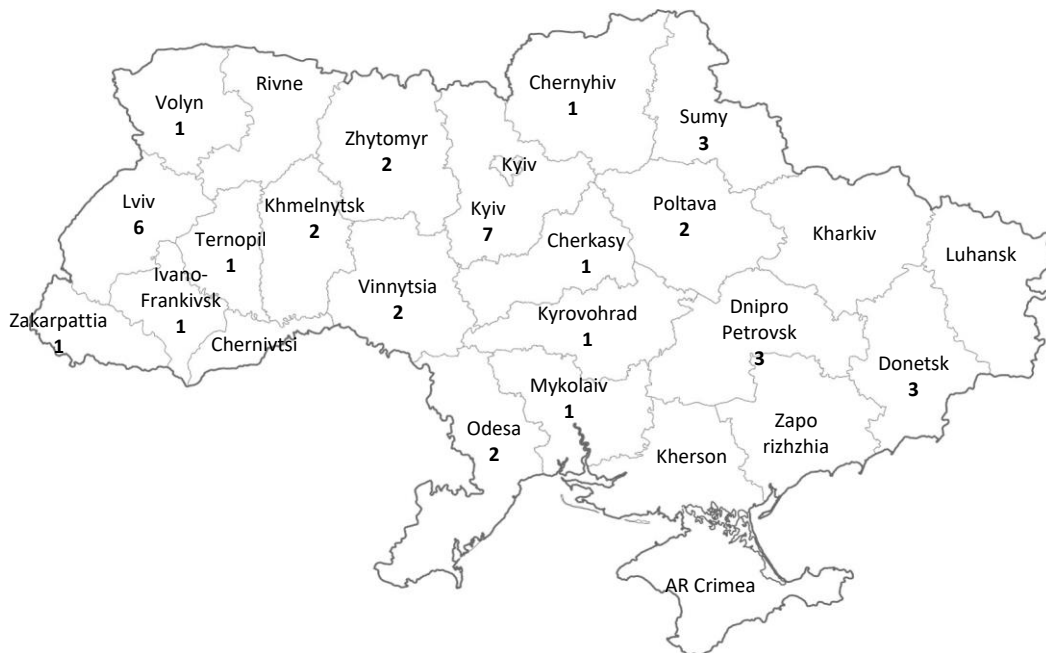 Rivne
Chernyhiv
1
Volyn
1
Sumy
3
Zhytomyr
2
Kyiv
Lviv
6
Khmelnytsk
2
Kyiv
7
Poltava
2
Ternopil
1
Cherkasy
1
Kharkiv
Luhansk
Ivano-
Frankivsk
1
Vinnytsia
2
Zakarpattia
1
Chernivtsi
Kyrovohrad
1
Dnipro
Petrovsk
3
Donetsk
3
Mykolaiv
1
Odesa
2
Zapo
rizhzhia
Kherson
AR Crimea